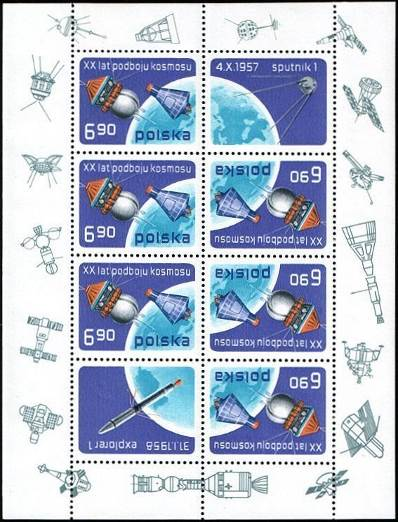 XX lat podboju kosmosu
6.90
polska
4.X.1957 sputnik 1
XX lat podboju kosmosu
6.90
polska
polska
6.90
XX lat podboju kosmosu
XX lat podboju kosmosu
6.90
polska
polska
6.90
XX lat podboju kosmosu
31.I.1958
explorer 1
polska
6.90
XX lat podboju kosmosu